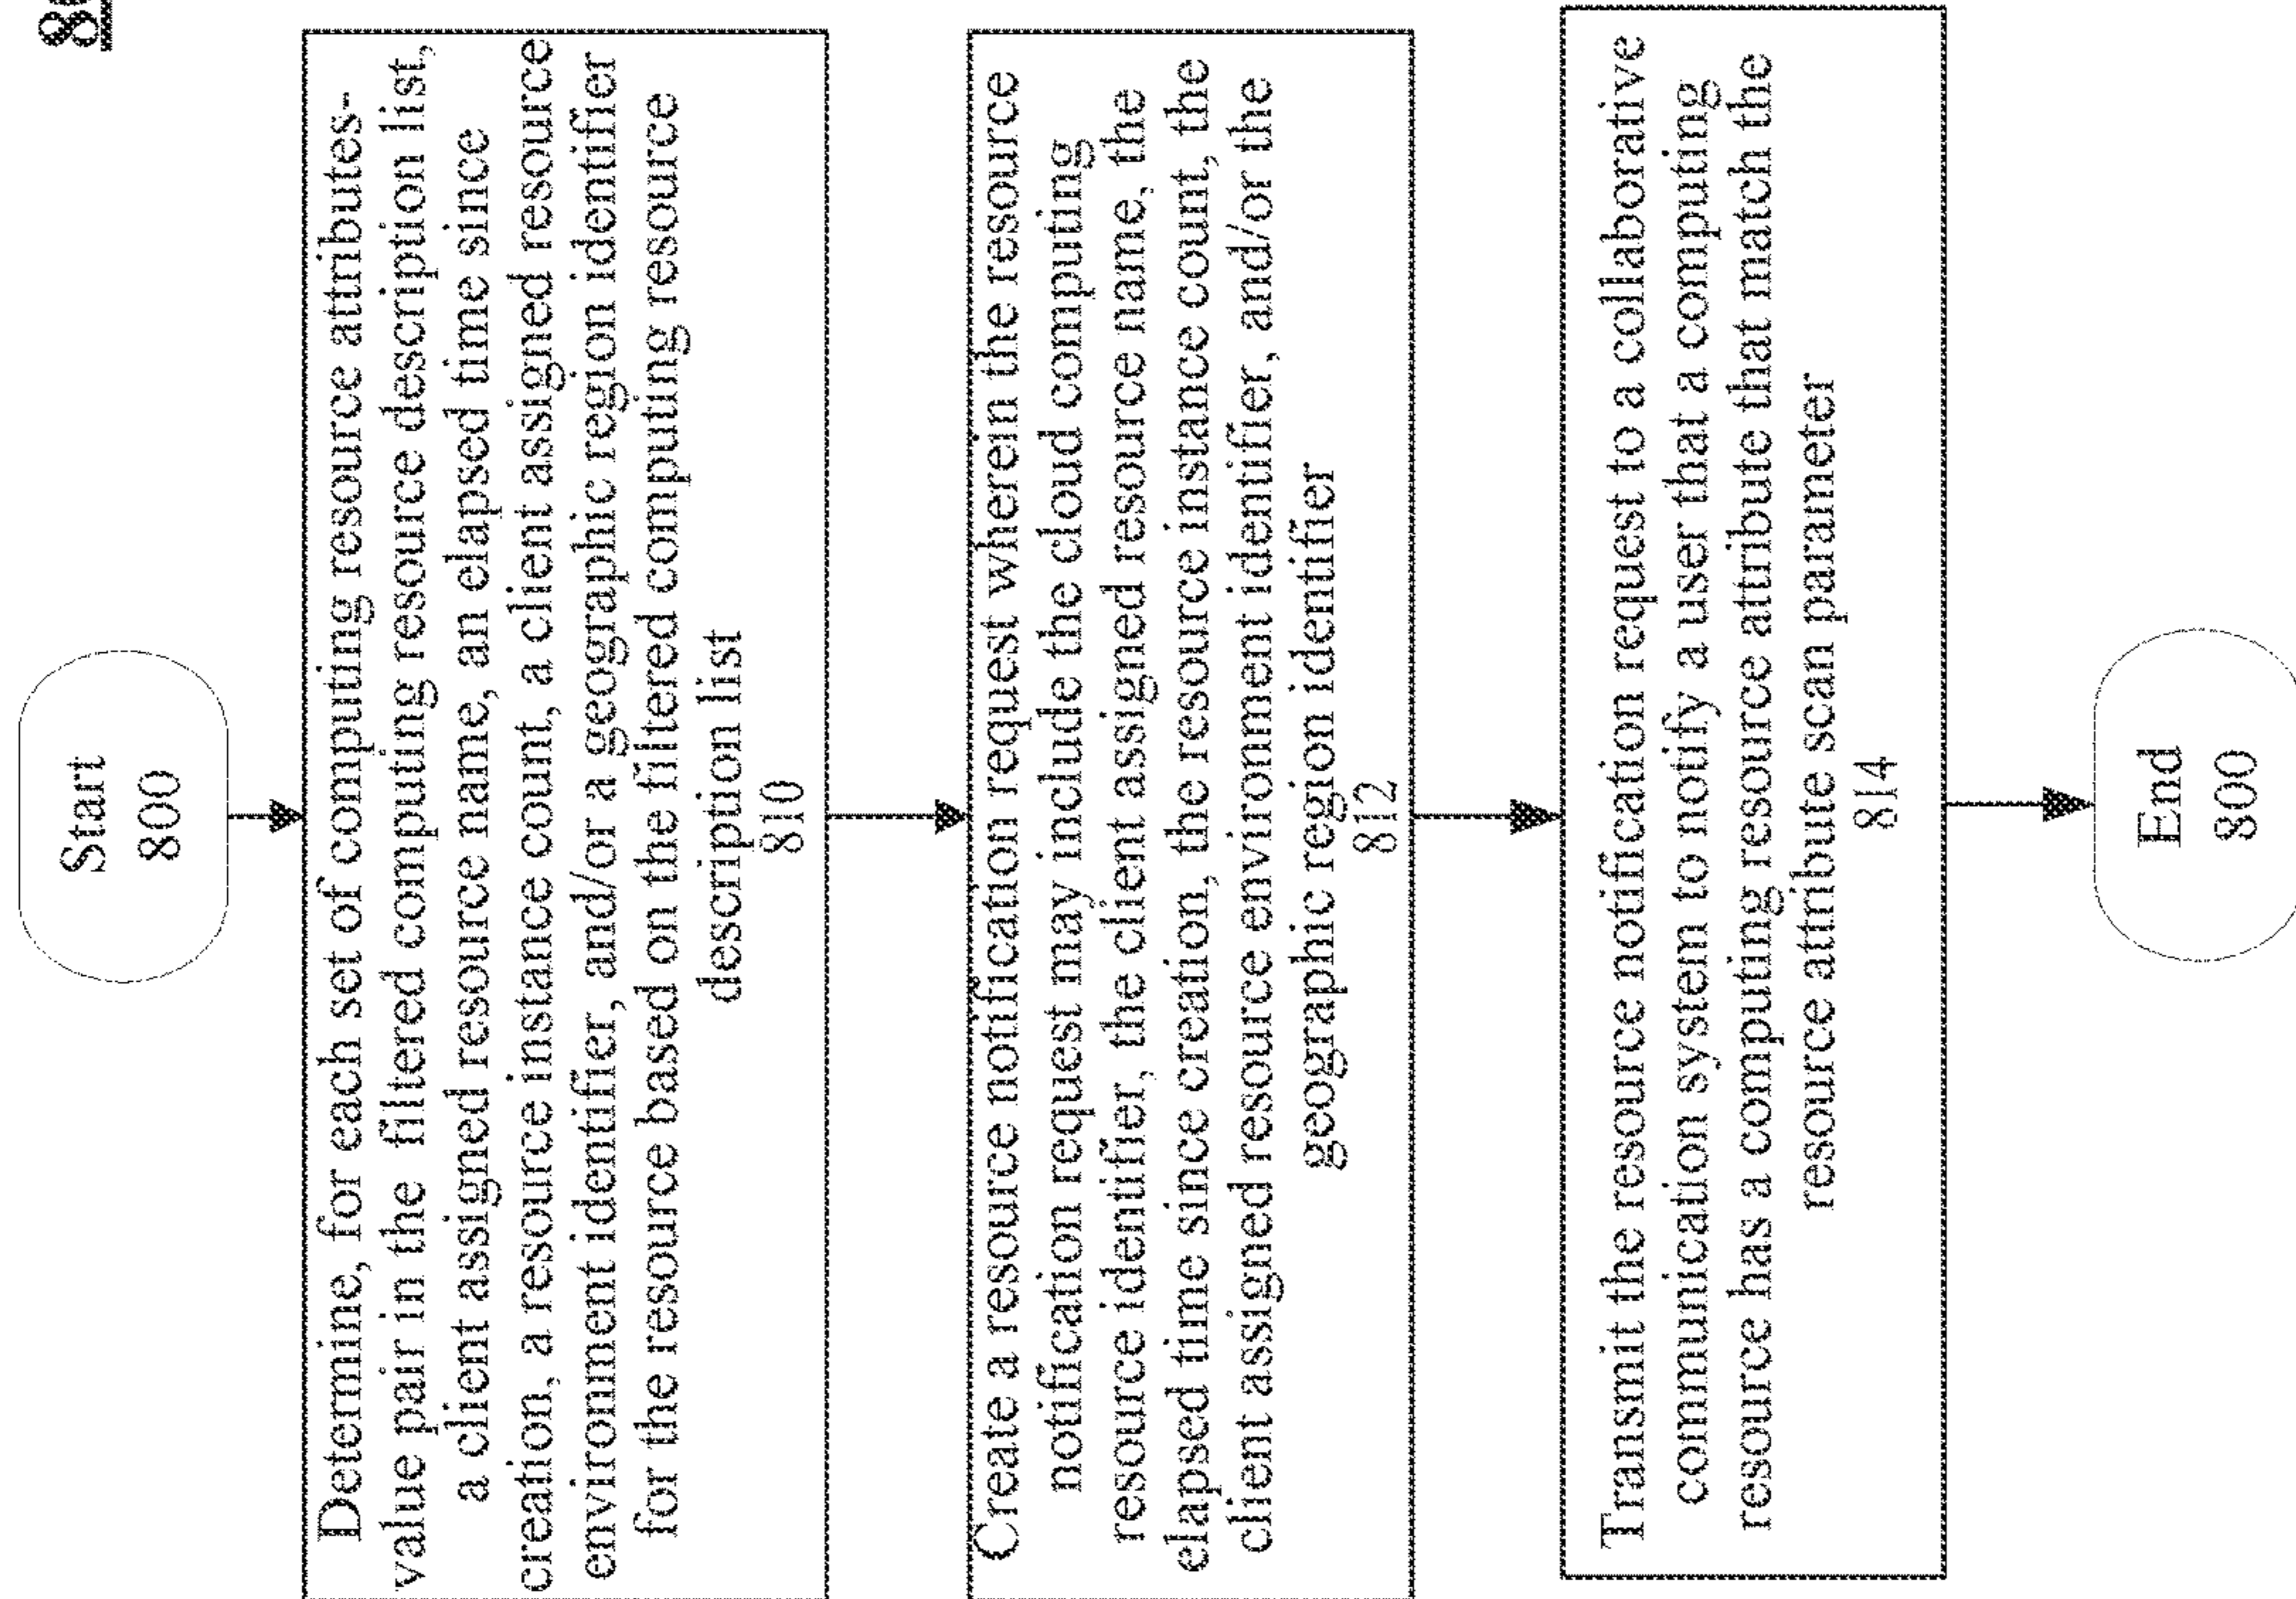 Start
800
Determine, for each set of computing resource attributes-
value pair in the filtered computing resource description list,
a client assigned resource name, an elapsed time since
creation, a resource instance count, a client assigned resource
environment identifier, and/or a geographic region identifier
for the resource based on the filtered computing resource
description list
810
Create a resource notification request wherein the resource
notification request may include the cloud computing
resource identifier, the client assigned resource name, the
elapsed time since creation, the resource instance count, the
client assigned resource environment identifier, and/or the
geographic region identifier
812
Transmit the resource notification request to a collaborative
communication system to notify a user that a computing
resource has a computing resource attribute that match the
resource attribute scan parameter
814
End
800